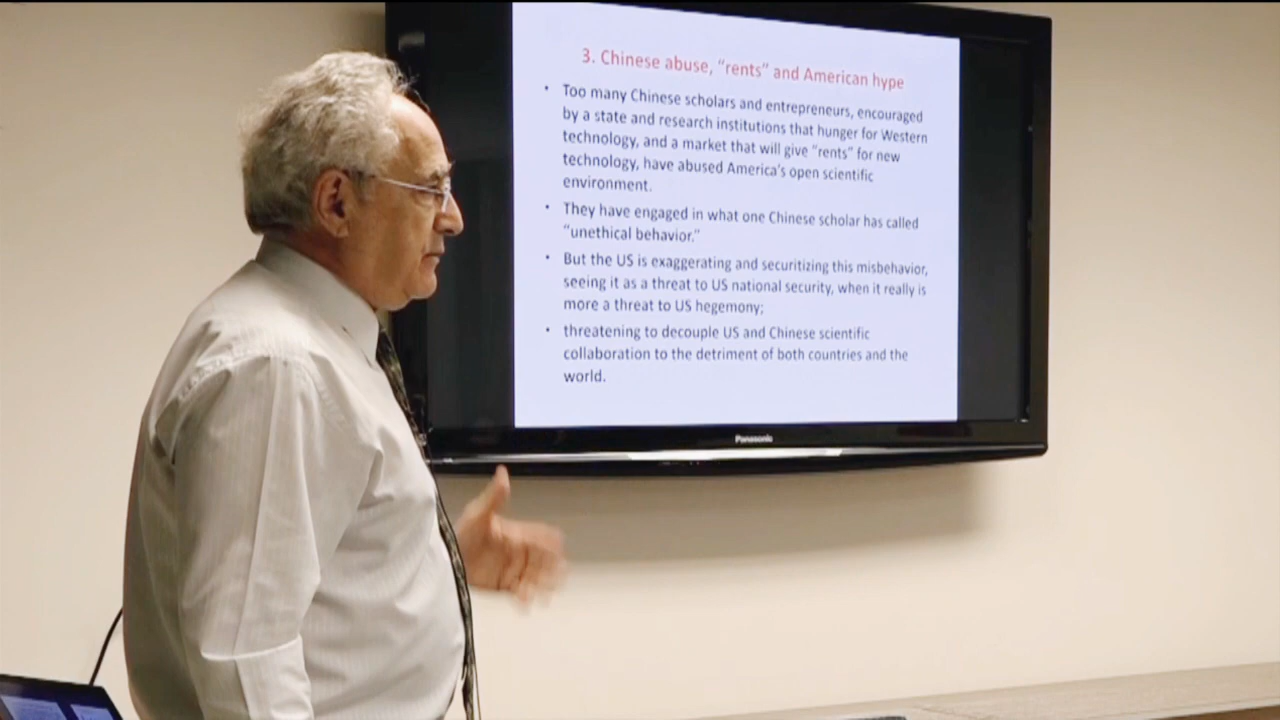 3. Chinese abuse, “rents” and American hype
• Too many Chinese scholars and entrepreneurs, encouraged
by a state and research institutions that hunger for Western
technology, and a market that will give “rents” for new
technology, have abused America’s open scientific
environment.
• They have engaged in what one Chinese scholar has called
“unethical behavior.”
• But the US is exaggerating and securitizing this misbehavior,
seeing it as a threat to US national security, when it really is
more a threat to US hegemony;
• threatening to decouple US and Chinese scientific
collaboration to the detriment of both countries and the
world.
Panasonic